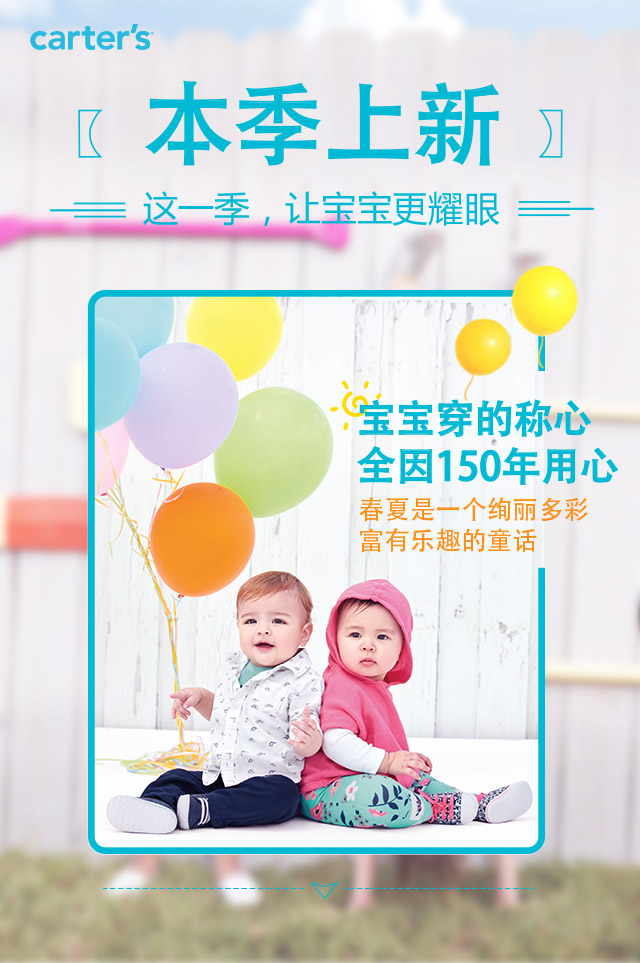 carter's
本季上新
这一季，让宝宝更耀眼
宝宝穿的称心
全因150年用心
春夏是一个绚丽多彩
富有乐趣的童话